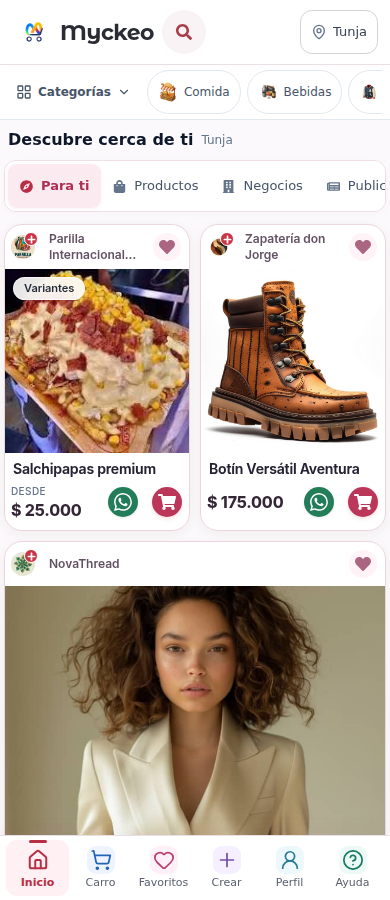 Myckeo
Tunja
Categorías
Comida
Bebidas
Descubre cerca de ti Tunja
Para ti
Productos
Negocios
Public
Parilla
Internacional...
Zapatería don
Jorge
Variantes
Salchipapas premium
DESDE
$ 25.000
Botín Versátil Aventura
$ 175.000
NovaThread
Inicio
Carro
Favoritos
Crear
Perfil
Ayuda